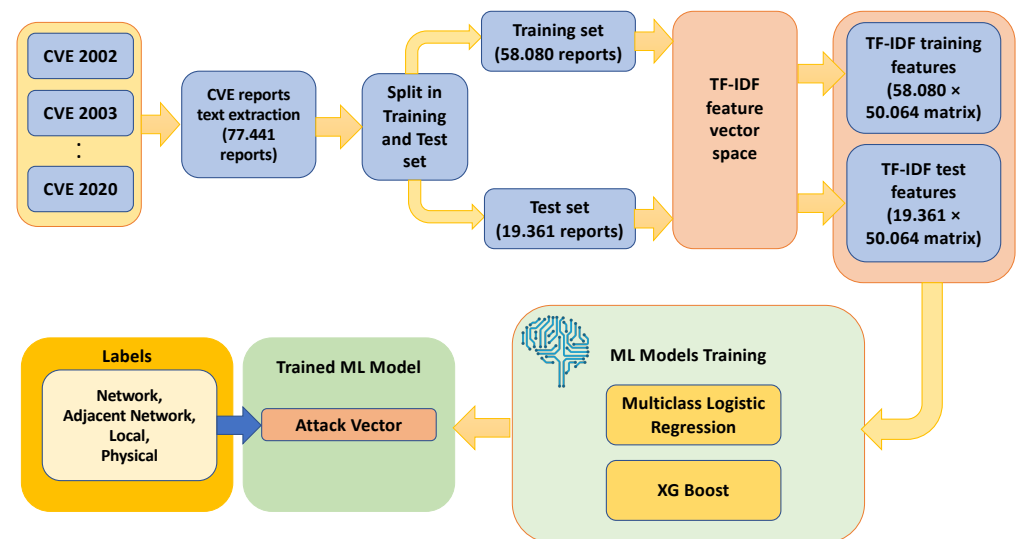 CVE 2002
CVE 2003
:
CVE 2020
CVE reports
text extraction
(77.441
reports)
Split in
Training
and Test
set
Training set
(58.080 reports)
Test set
(19.361 reports)
TF-IDF
feature
vector
space
TF-IDF training
features
(58.080 ×
50.064 matrix)
TF-IDF test
features
(19.361 ×
50.064 matrix)
Labels
Network,
Adjacent Network,
Local,
Physical
Trained ML Model
Attack Vector
ML Models Training
Multiclass Logistic
Regression
XG Boost